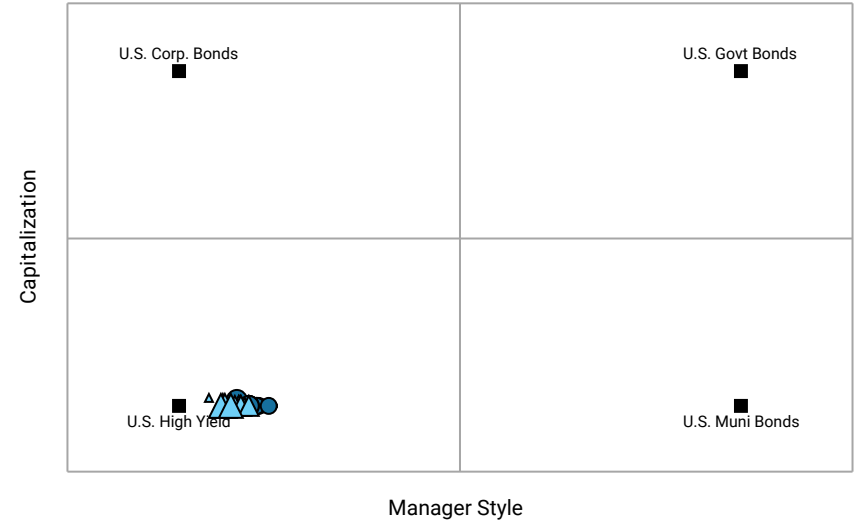 U.S. Corp. Bonds
U.S. Govt Bonds
Capitalization
U.S. High Yield
U.S. Muni Bonds
Manager Style